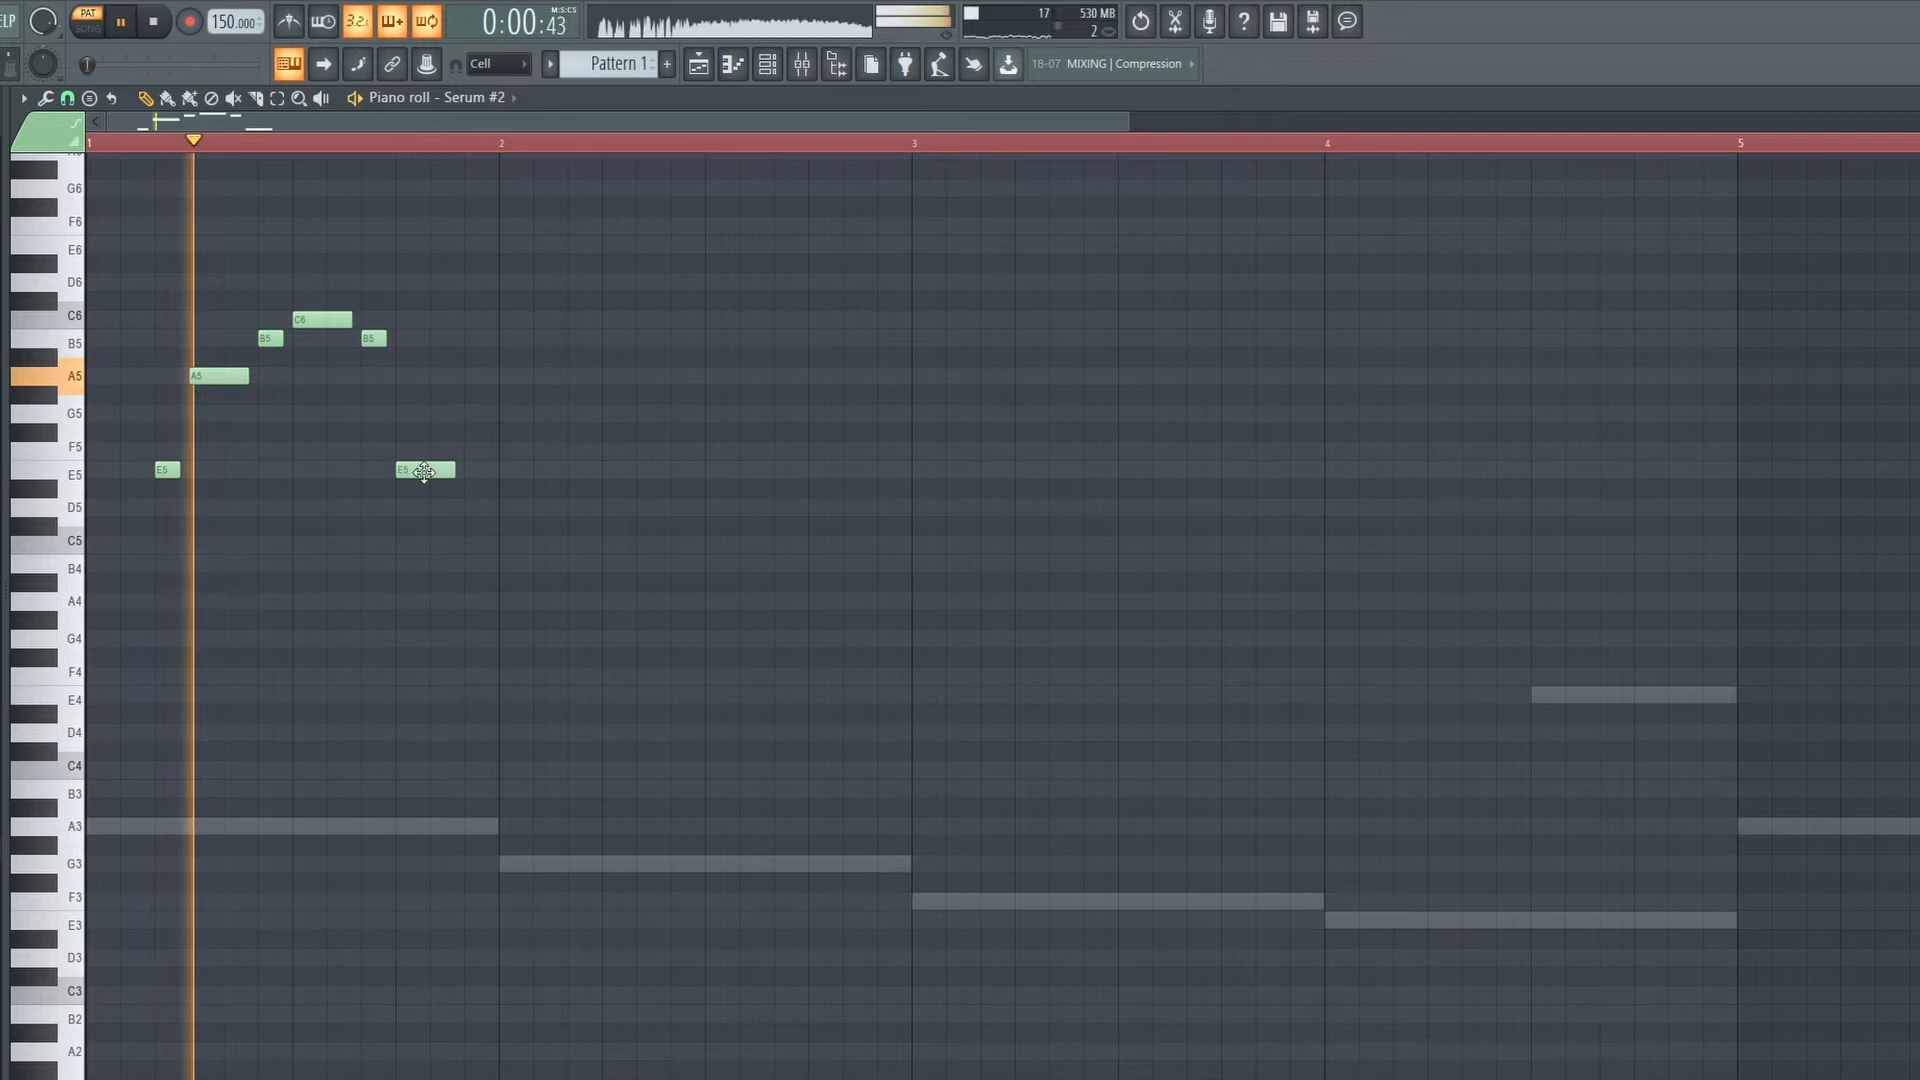 ELP PAT SONG 150.000 3.2: 0:00:43 M:S:CS 17 530 MB 2
Cell Pattern 1 + 18-07 MIXING | Compression
Piano roll - Serum #2
1 2 3 4 5
G6
F6
E6
D6
C6 C6
B5 B5 B5
A5 A5
G5
F5
E5 E5 E5
D5
C5
B4
A4
G4
F4
E4
D4
C4
B3
A3
G3
F3
E3
D3
C3
B2
A2